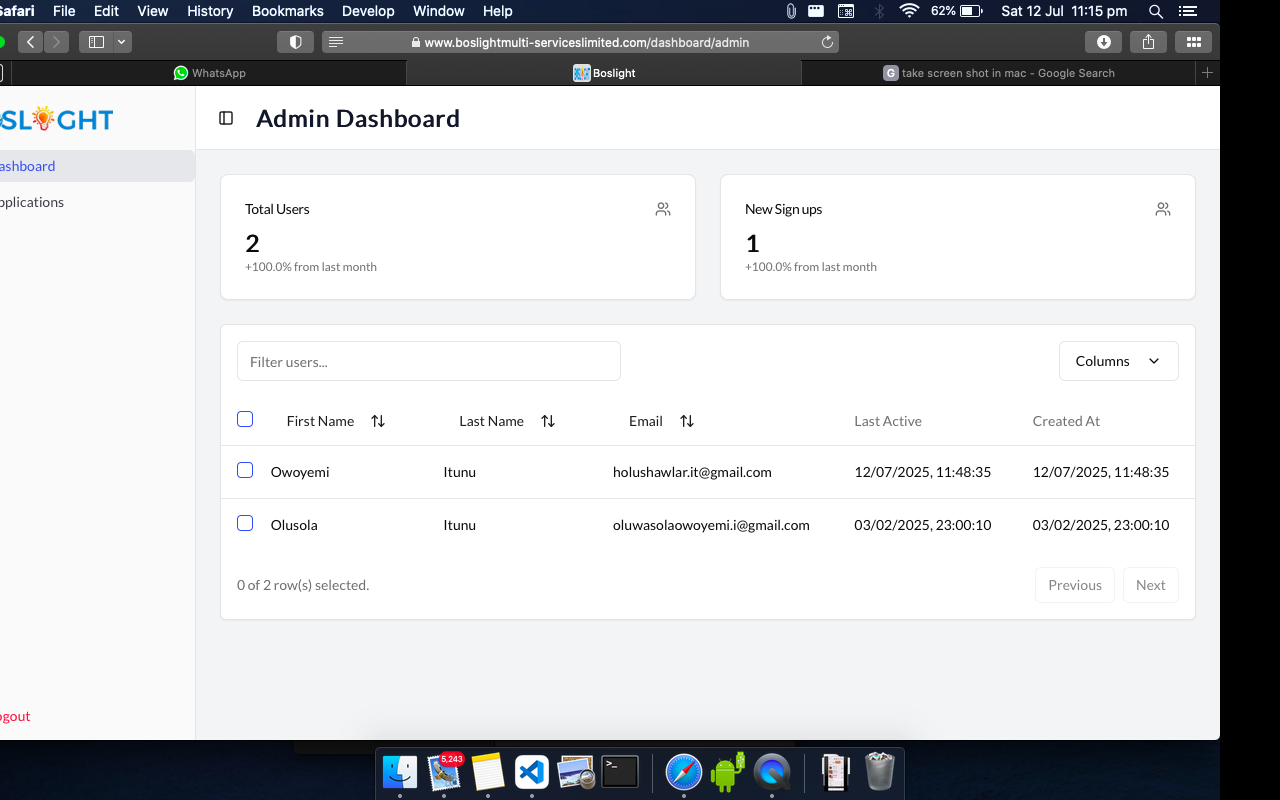 Safari File Edit View History Bookmarks Develop Window Help 62% Sat 12 Jul 11:15 pm
www.boslightmulti-serviceslimited.com/dashboard/admin
WhatsApp Boslight G take screen shot in mac - Google Search
SLIGHT Admin Dashboard
ashboard
plications
Total Users New Sign ups
2 1
+100.0% from last month +100.0% from last month
Filter users... Columns
First Name Last Name Email Last Active Created At
Owoyemi Itunu holushawlar.it@gmail.com 12/07/2025, 11:48:35 12/07/2025, 11:48:35
Olusola Itunu oluwasolaowoyemi.i@gmail.com 03/02/2025, 23:00:10 03/02/2025, 23:00:10
0 of 2 row(s) selected. Previous Next
ogout
5,243